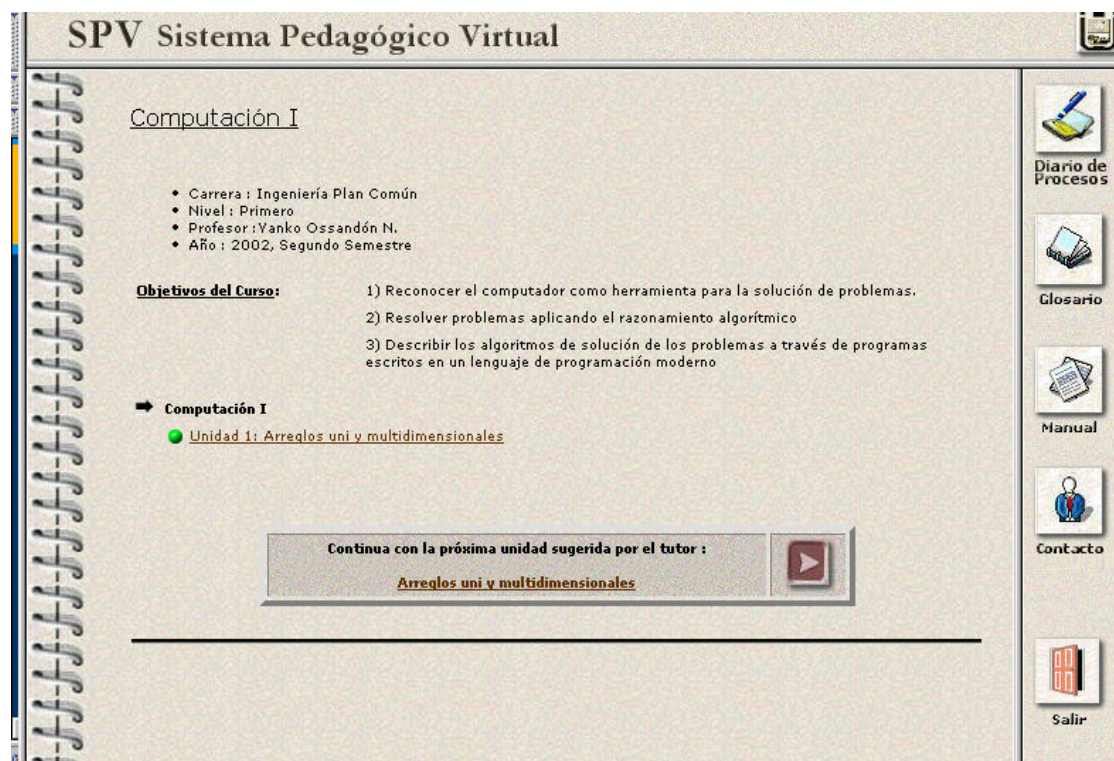 SPV Sistema Pedagógico Virtual
Computación I
• Carrera : Ingeniería Plan Común
• Nivel : Primero
• Profesor : Yanko Ossandón N.
• Año : 2002, Segundo Semestre
Objetivos del Curso:
1) Reconocer el computador como herramienta para la solución de problemas.
2) Resolver problemas aplicando el razonamiento algorítmico
3) Describir los algoritmos de solución de los problemas a través de programas
escritos en un lenguaje de programación moderno
Computación I
Unidad 1: Arreglos uni y multidimensionales
Continua con la próxima unidad sugerida por el tutor :
Arreglos uni y multidimensionales
Diario de
Procesos
Glosario
Manual
Contacto
Salir